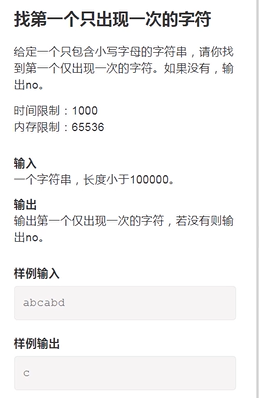 找第一个只出现一次的字符
给定一个只包含小写字母的字符串，请你找
到第一个仅出现一次的字符。如果没有，输
出no。
时间限制：1000
内存限制：65536
输入
一个字符串，长度小于100000。
输出
输出第一个仅出现一次的字符，若没有则输
出no。
样例输入
abcabd
样例输出
c